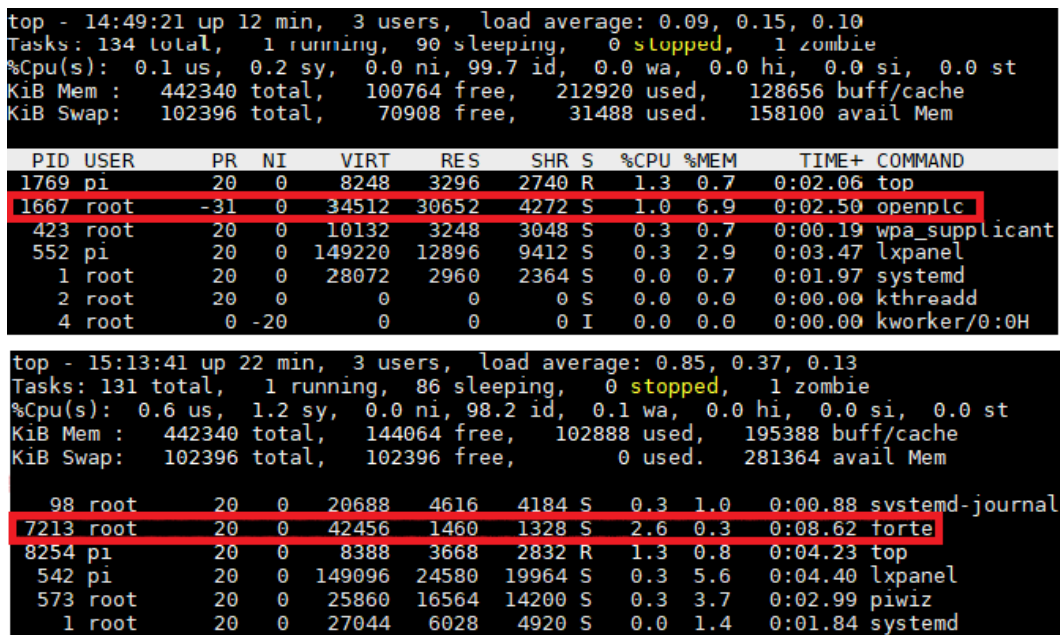 top - 14:49:21 up 12 min,  3 users,  load average: 0.09, 0.15, 0.10
Tasks: 134 total,   1 running,  90 sleeping,   0 stopped,   1 zombie
%Cpu(s):  0.1 us,  0.2 sy,  0.0 ni, 99.7 id,  0.0 wa,  0.0 hi,  0.0 si,  0.0 st
KiB Mem :   442340 total,   100764 free,   212920 used,   128656 buff/cache
KiB Swap:   102396 total,    70908 free,    31488 used.   158100 avail Mem
PID USER      PR  NI    VIRT    RES    SHR S  %CPU %MEM     TIME+ COMMAND
1769 pi        20   0    8248   3296   2740 R   1.3  0.7   0:02.06 top
1667 root     -31   0   34512  30652   4272 S   1.0  6.9   0:02.50 openplc
423 root      20   0   10132   3248   3048 S   0.3  0.7   0:00.19 wpa_supplicant
552 pi        20   0  149220  12896   9412 S   0.3  2.9   0:03.47 lxpanel
1 root      20   0   28072   2960   2364 S   0.0  0.7   0:01.97 systemd
2 root      20   0       0      0      0 S   0.0  0.0   0:00.00 kthreadd
4 root       0 -20       0      0      0 I   0.0  0.0   0:00.00 kworker/0:0H
top - 15:13:41 up 22 min,  3 users,  load average: 0.85, 0.37, 0.13
Tasks: 131 total,   1 running,  86 sleeping,   0 stopped,   1 zombie
%Cpu(s):  0.6 us,  1.2 sy,  0.0 ni, 98.2 id,  0.1 wa,  0.0 hi,  0.0 si,  0.0 st
KiB Mem :   442340 total,   144064 free,   102888 used,   195388 buff/cache
KiB Swap:   102396 total,   102396 free,        0 used.   281364 avail Mem
98 root      20   0   20688   4616   4184 S   0.3  1.0   0:00.88 systemd-journal
7213 root      20   0   42456   1460   1328 S   2.6  0.3   0:08.62 forte
8254 pi        20   0    8388   3668   2832 R   1.3  0.8   0:04.23 top
542 pi        20   0  149096  24580  19964 S   0.3  5.6   0:04.40 lxpanel
573 root      20   0   25860  16564  14200 S   0.3  3.7   0:02.99 piwiz
1 root      20   0   27044   6028   4920 S   0.0  1.4   0:01.84 systemd